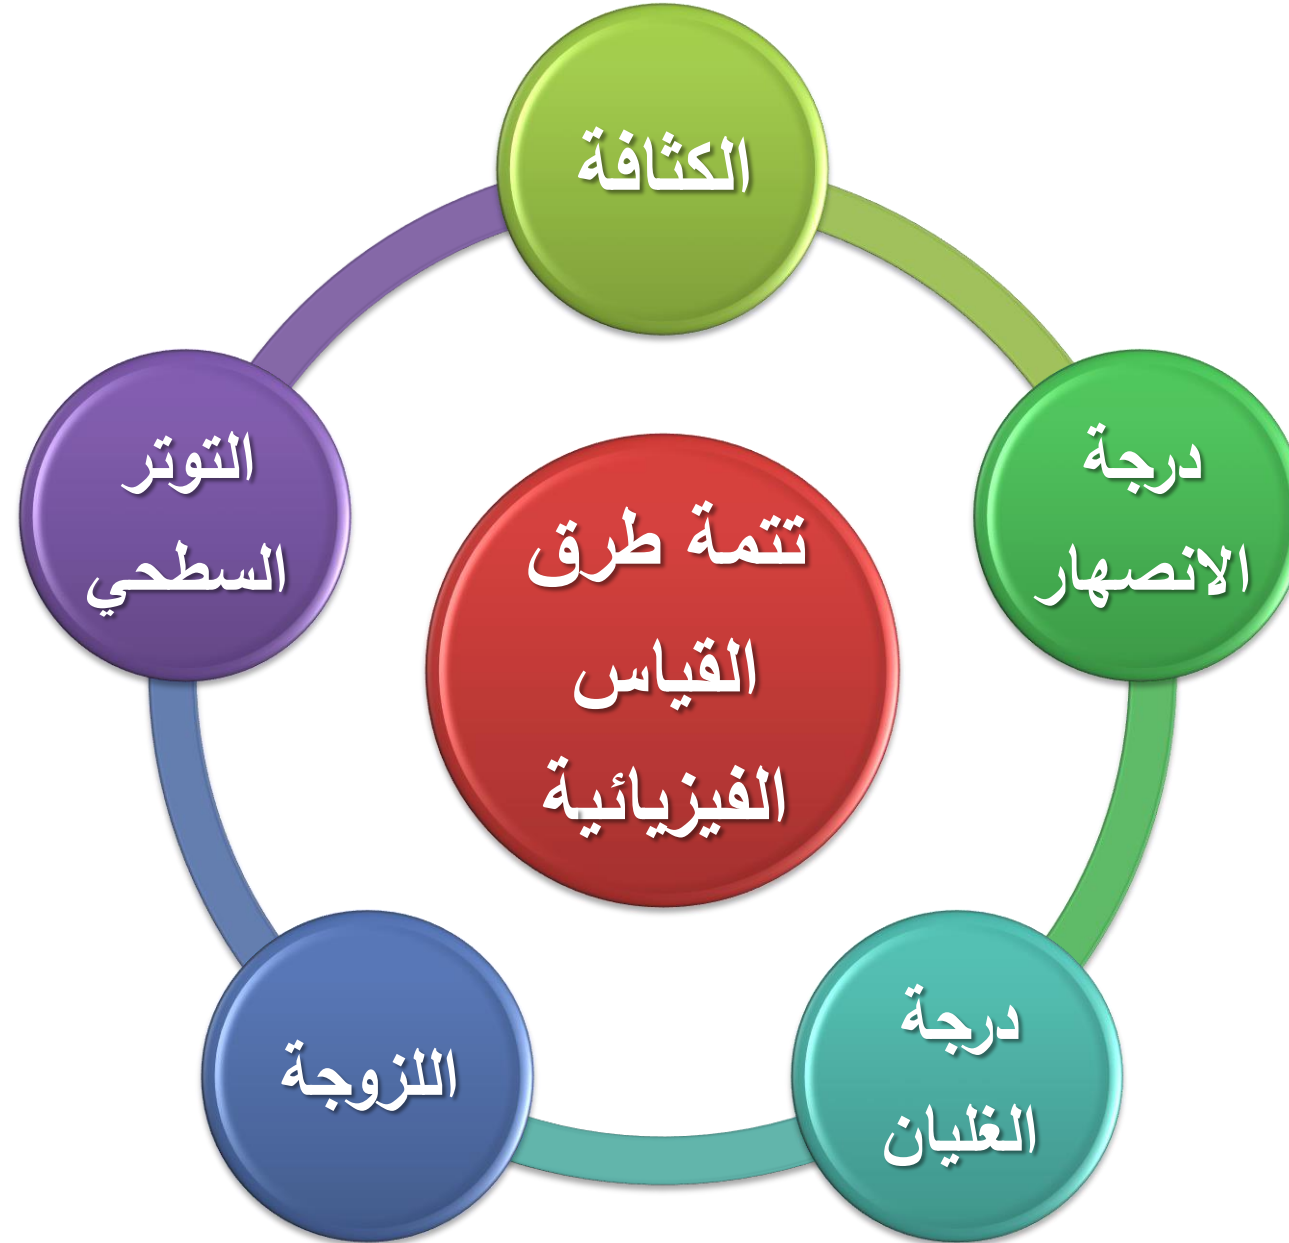 الكثافة
درجة
الانصهار
درجة
الغليان
اللزوجة
التوتر
السطحي
تتمة طرق
القياس
الفيزيائية